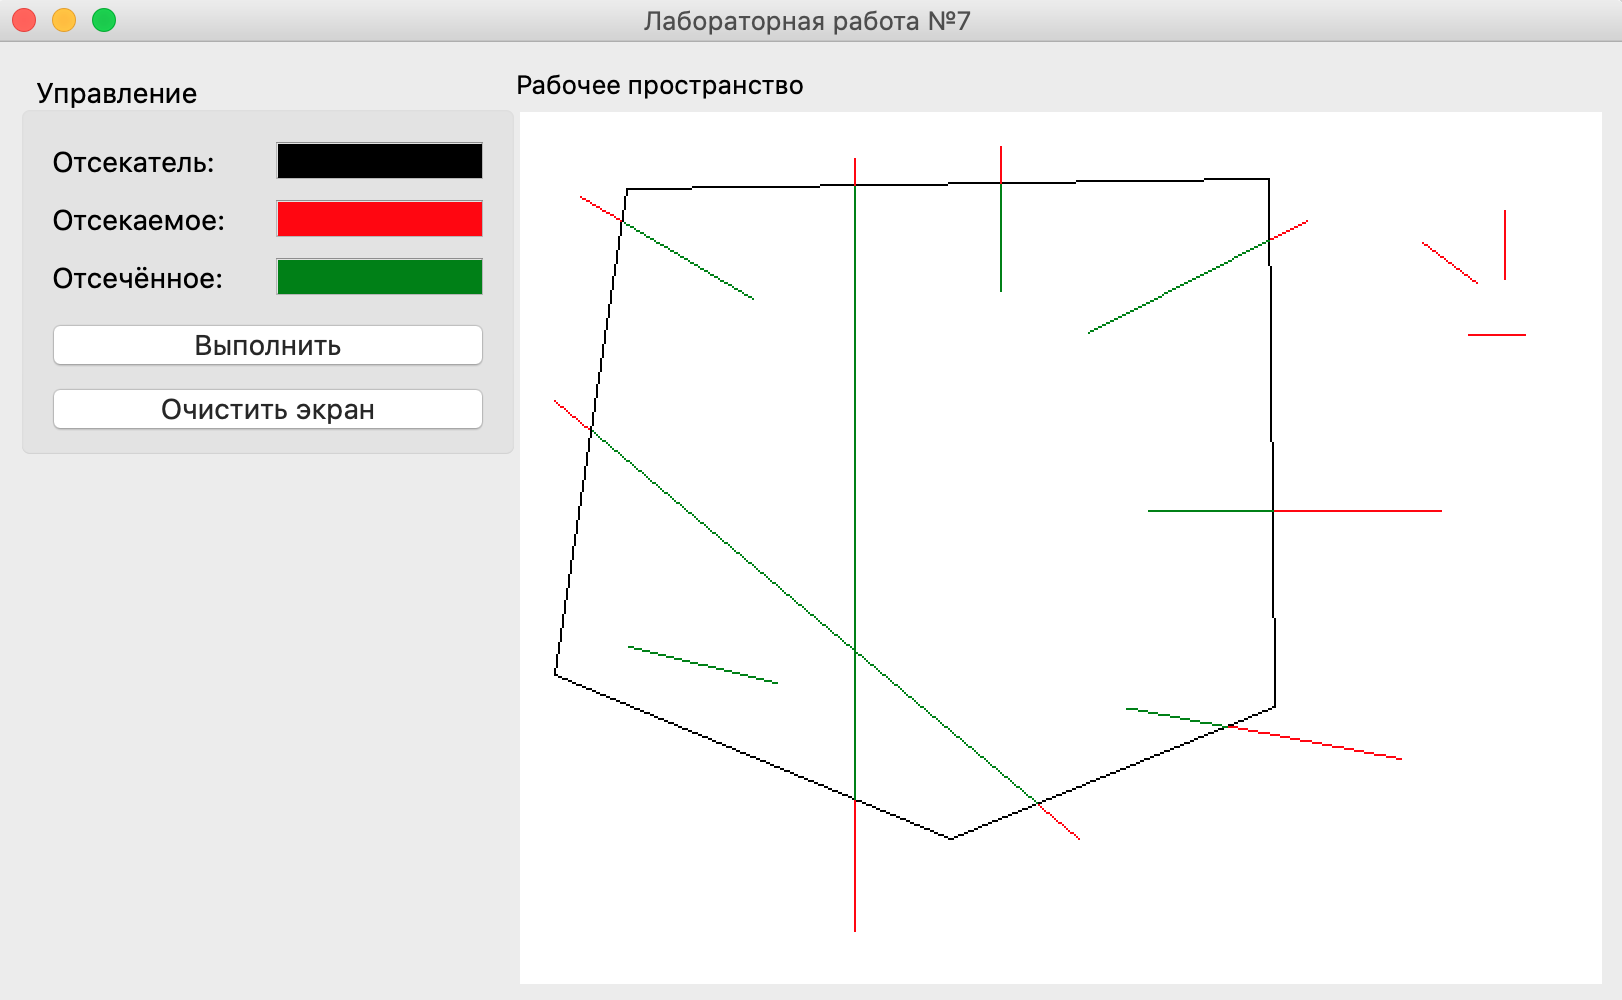 Лабораторная работа №7
Управление
Рабочее пространство
Отсекатель:
Отсекаемое:
Отсечённое:
Выполнить
Очистить экран